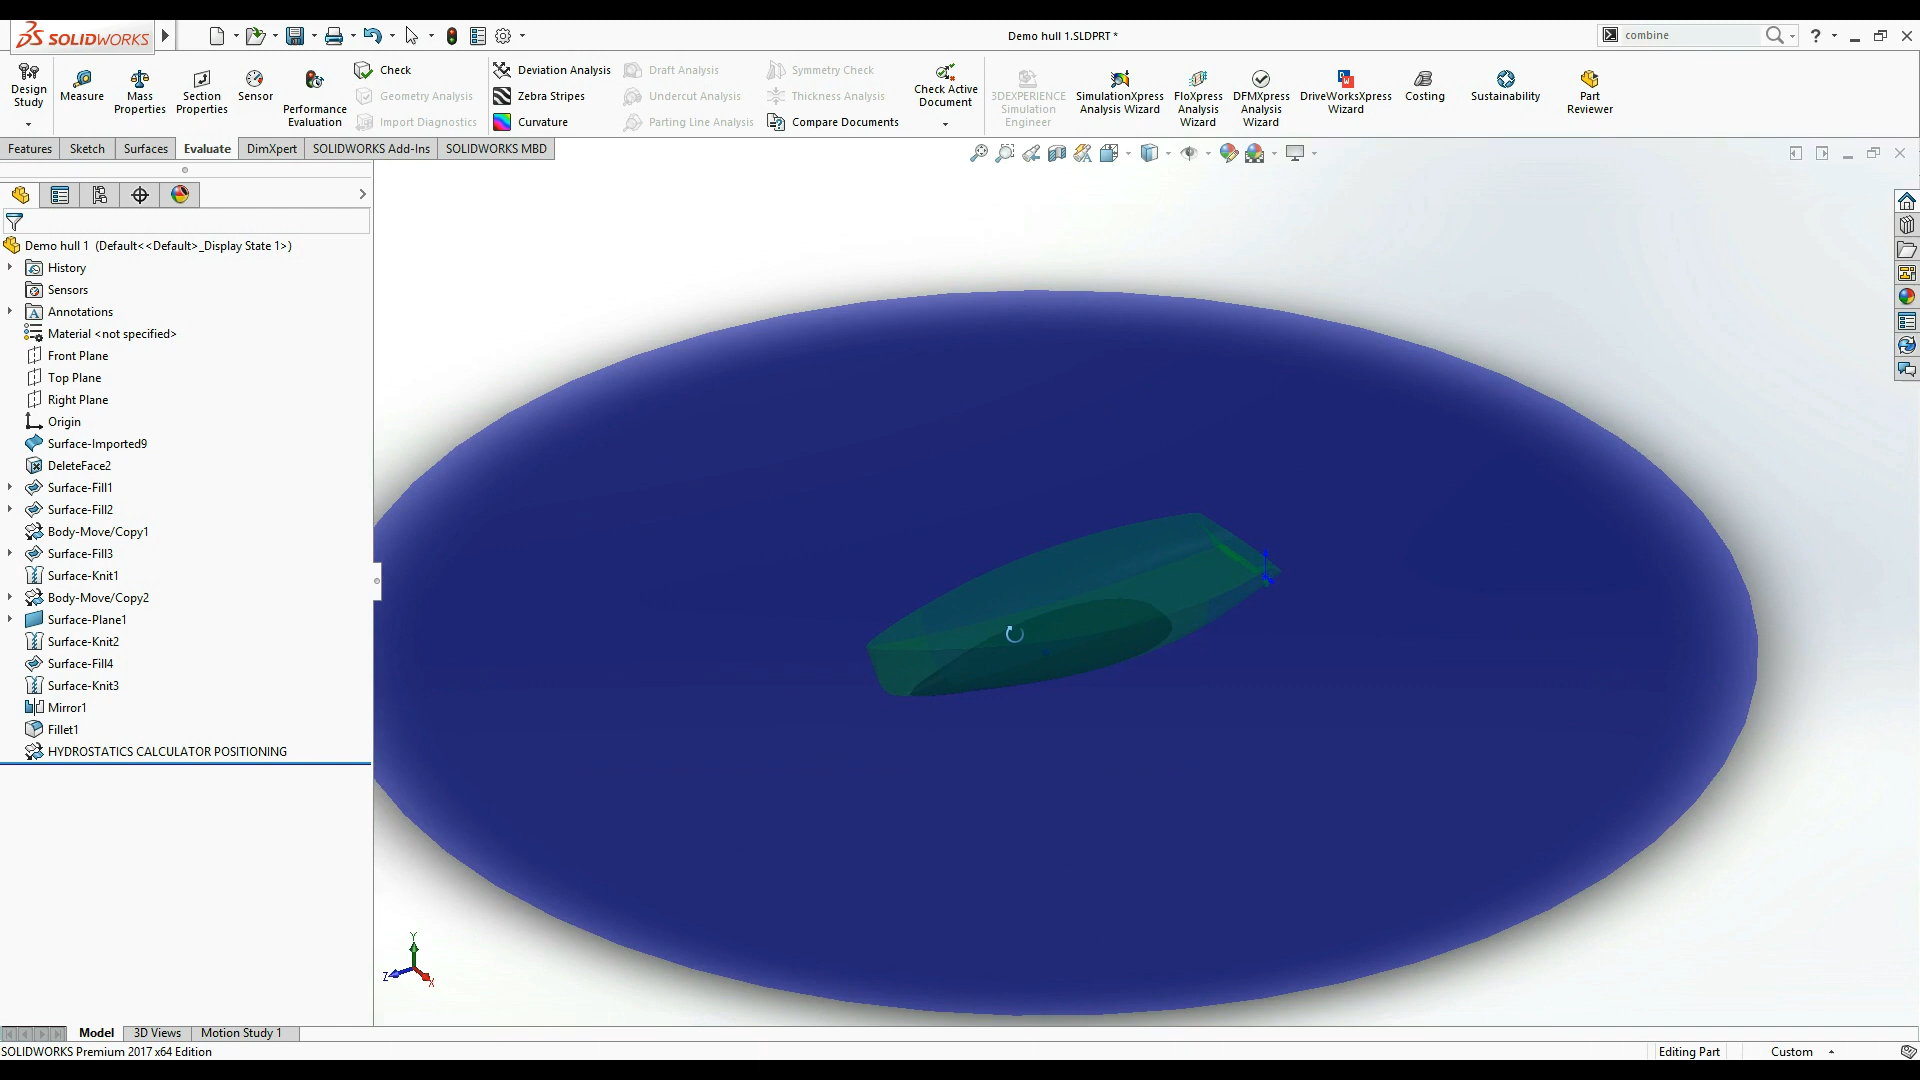 SOLIDWORKS
Demo hull 1.SLDPRT *
combine
Design Study
Measure
Mass Properties
Section Properties
Sensor
Performance Evaluation
Check
Geometry Analysis
Import Diagnostics
Deviation Analysis
Zebra Stripes
Curvature
Draft Analysis
Undercut Analysis
Parting Line Analysis
Symmetry Check
Thickness Analysis
Compare Documents
Check Active Document
3DEXPERIENCE Simulation Engineer
SimulationXpress Analysis Wizard
FloXpress Analysis Wizard
DFMXpress Analysis Wizard
DriveWorksXpress Wizard
Costing
Sustainability
Part Reviewer
Features
Sketch
Surfaces
Evaluate
DimXpert
SOLIDWORKS Add-Ins
SOLIDWORKS MBD
Demo hull 1 (Default<<Default>_Display State 1>)
History
Sensors
Annotations
Material <not specified>
Front Plane
Top Plane
Right Plane
Origin
Surface-Imported9
DeleteFace2
Surface-Fill1
Surface-Fill2
Body-Move/Copy1
Surface-Fill3
Surface-Knit1
Body-Move/Copy2
Surface-Plane1
Surface-Knit2
Surface-Fill4
Surface-Knit3
Mirror1
Fillet1
HYDROSTATICS CALCULATOR POSITIONING
Y
Z
X
Model
3D Views
Motion Study 1
SOLIDWORKS Premium 2017 x64 Edition
Editing Part
Custom